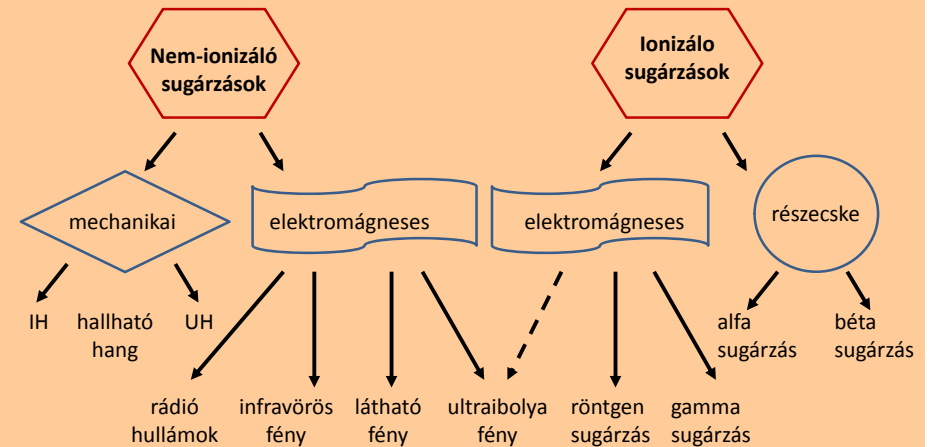 Nem-ionizáló
sugárzások
Ionizálo
sugárzások
mechanikai
elektromágneses
elektromágneses
részecske
IH
hallható
hang
UH
alfa
sugárzás
béta
sugárzás
rádió
hullámok
infravörös
fény
látható
fény
ultraibolya
fény
röntgen
sugárzás
gamma
sugárzás